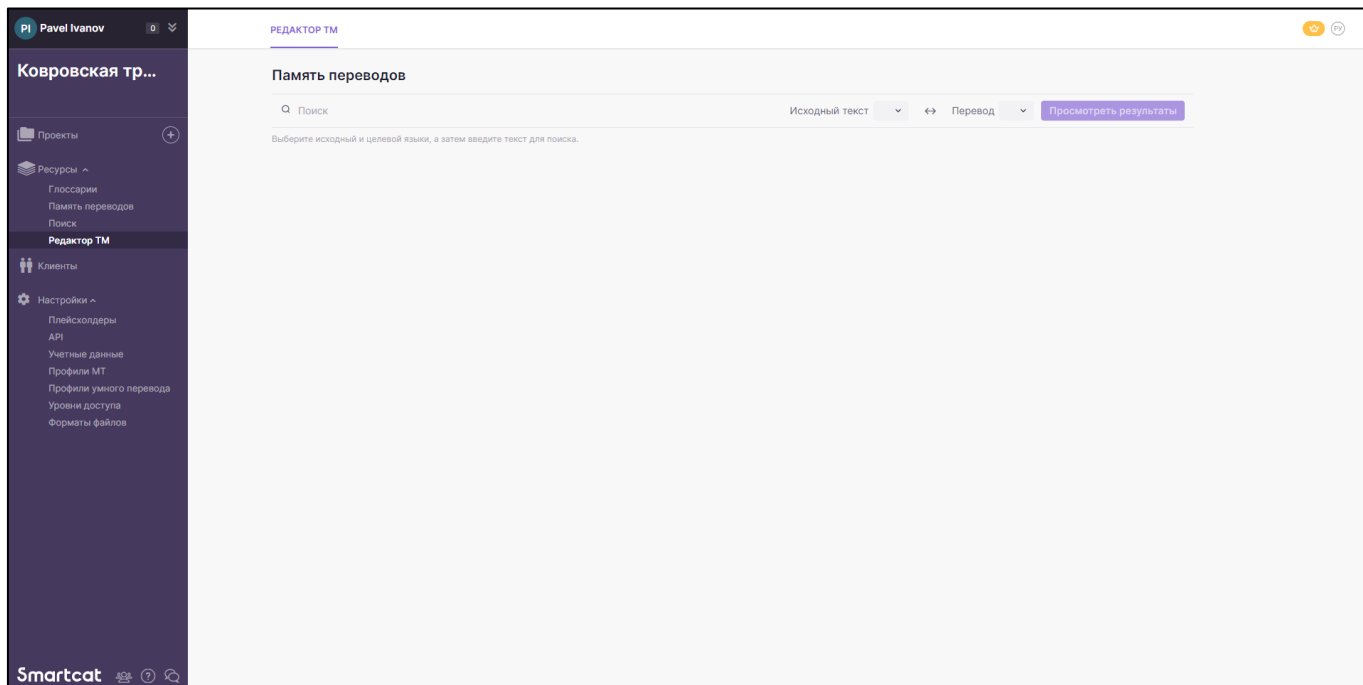 PI Pavel Ivanov 0
РЕДАКТОР ТМ
РУ
Ковровская тр...
Память переводов
Поиск Исходный текст ↔ Перевод Просмотреть результаты
Выберите исходный и целевой языки, а затем введите текст для поиска.
Проекты
Ресурсы
Глоссарии
Память переводов
Поиск
Редактор ТМ
Клиенты
Настройки
Плейсхолдеры
API
Учетные данные
Профили МТ
Профили умного перевода
Уровни доступа
Форматы файлов
Smartcat ?